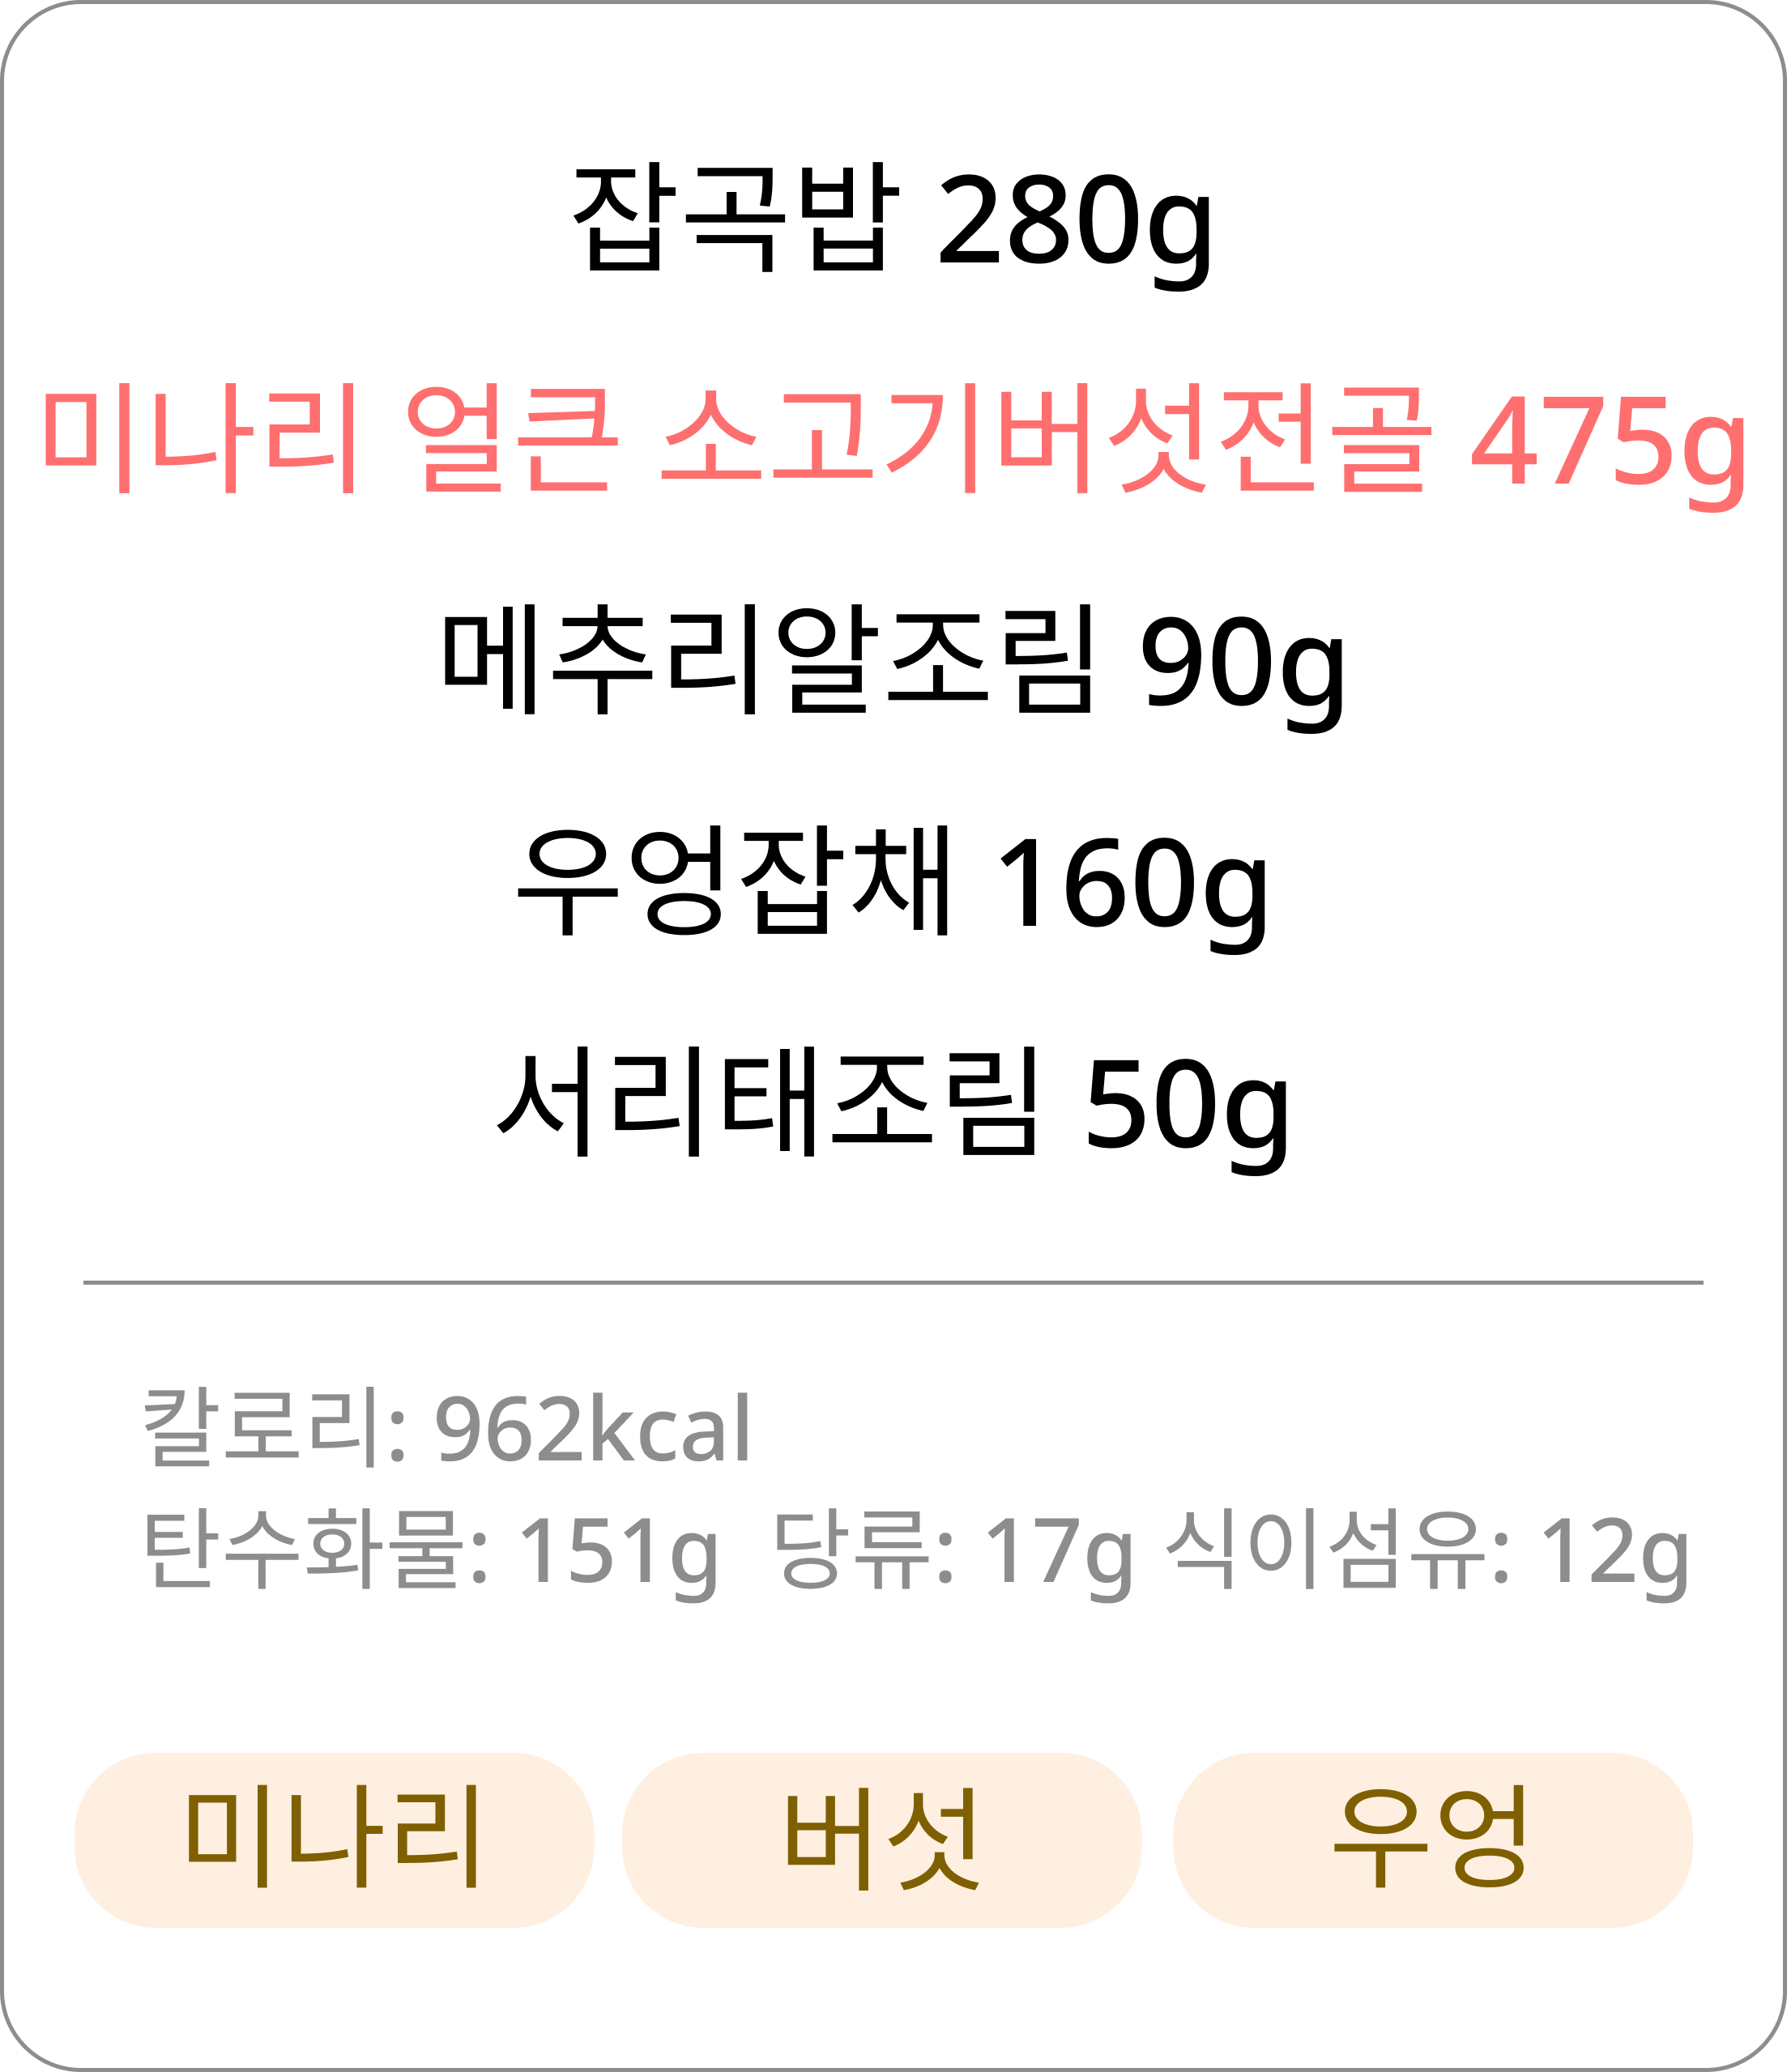 잡곡밥 280g
미나리 얼큰 소고기버섯전골 475g
메추리알조림 90g
우엉잡채 160g
서리태조림 50g
칼로리: 962kcal
탄수화물: 151g 당류: 17g 식이섬유: 12g
미나리 버섯 우엉